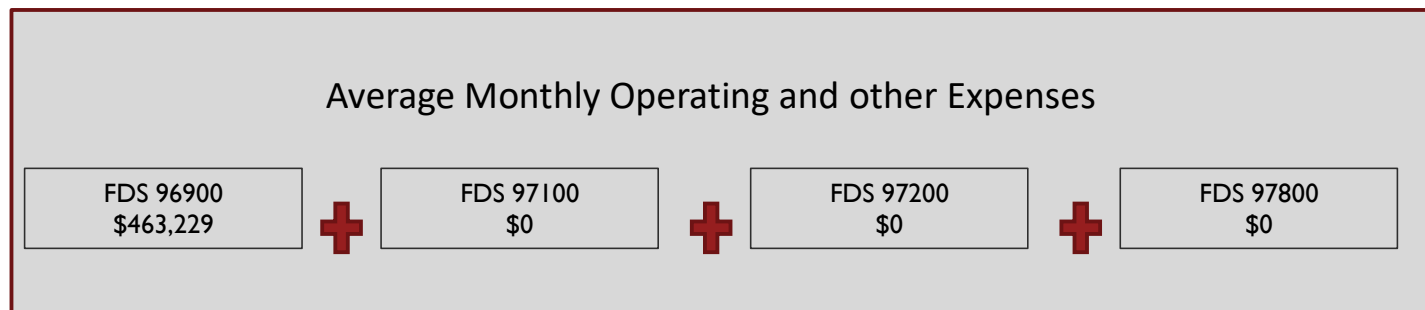 Average Monthly Operating and other Expenses
FDS 96900
$463,229
FDS 97100
$0
FDS 97200
$0
FDS 97800
$0